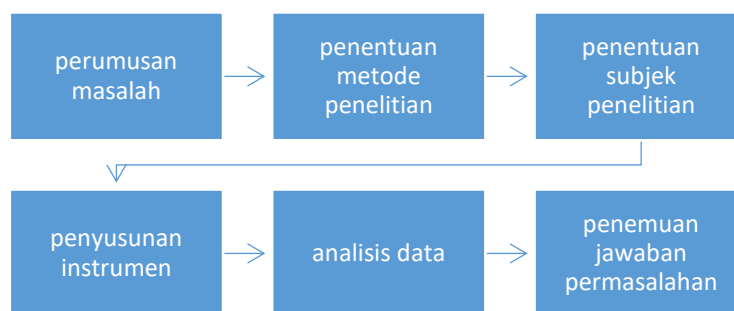 perumusan
masalah
penentuan
metode
penelitian
penentuan
subjek
penelitian
penyusunan
instrumen
analisis data
penemuan
jawaban
permasalahan